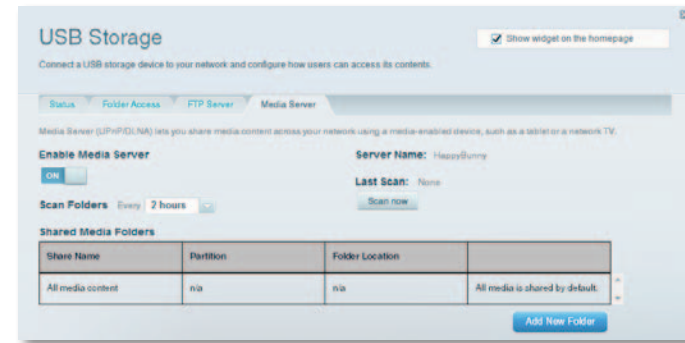 USB Storage
Show widget on the homepage
Connect a USB storage device to your network and configure how users can access its contents.
Status Folder Access FTP Server Media Server
Media Server (UPnP/DLNA) lets you share media content across your network using a media-enabled device, such as a tablet or a network TV.
Enable Media Server
Server Name: HappyBunny
ON
Last Scan: None
Scan Folders Every 2 hours
Scan now
Shared Media Folders
Share Name Partition Folder Location
All media content n/a n/a All media is shared by default.
Add New Folder